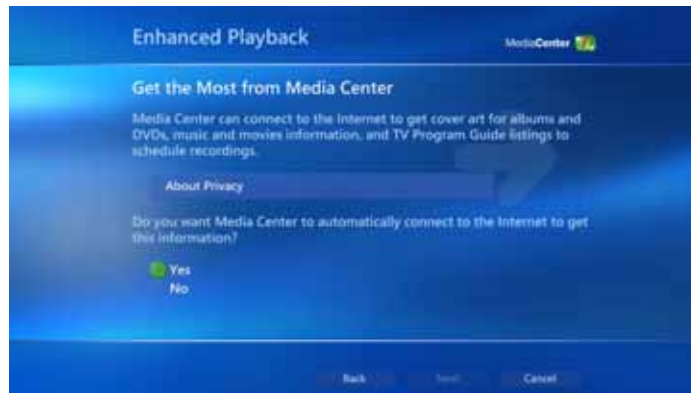 Enhanced Playback
MediaCenter
Get the Most from Media Center
Media Center can connect to the Internet to get cover art for albums and
DVDs, music and movies information, and TV Program Guide listings to
schedule recordings.
About Privacy
Do you want Media Center to automatically connect to the Internet to get
this information?
Yes
No
Back Next Cancel